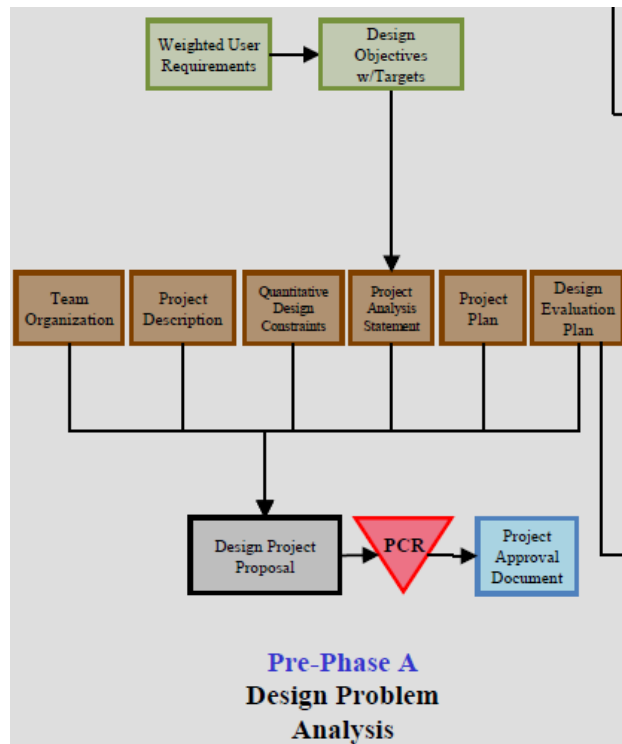 Weighted User
Requirements
Design
Objectives
w/Targets
Team
Organization
Project
Description
Quantitative
Design
Constraints
Project
Analysis
Statement
Project
Plan
Design
Evaluation
Plan
Design Project
Proposal
PCR
Project
Approval
Document
Pre-Phase A
Design Problem
Analysis